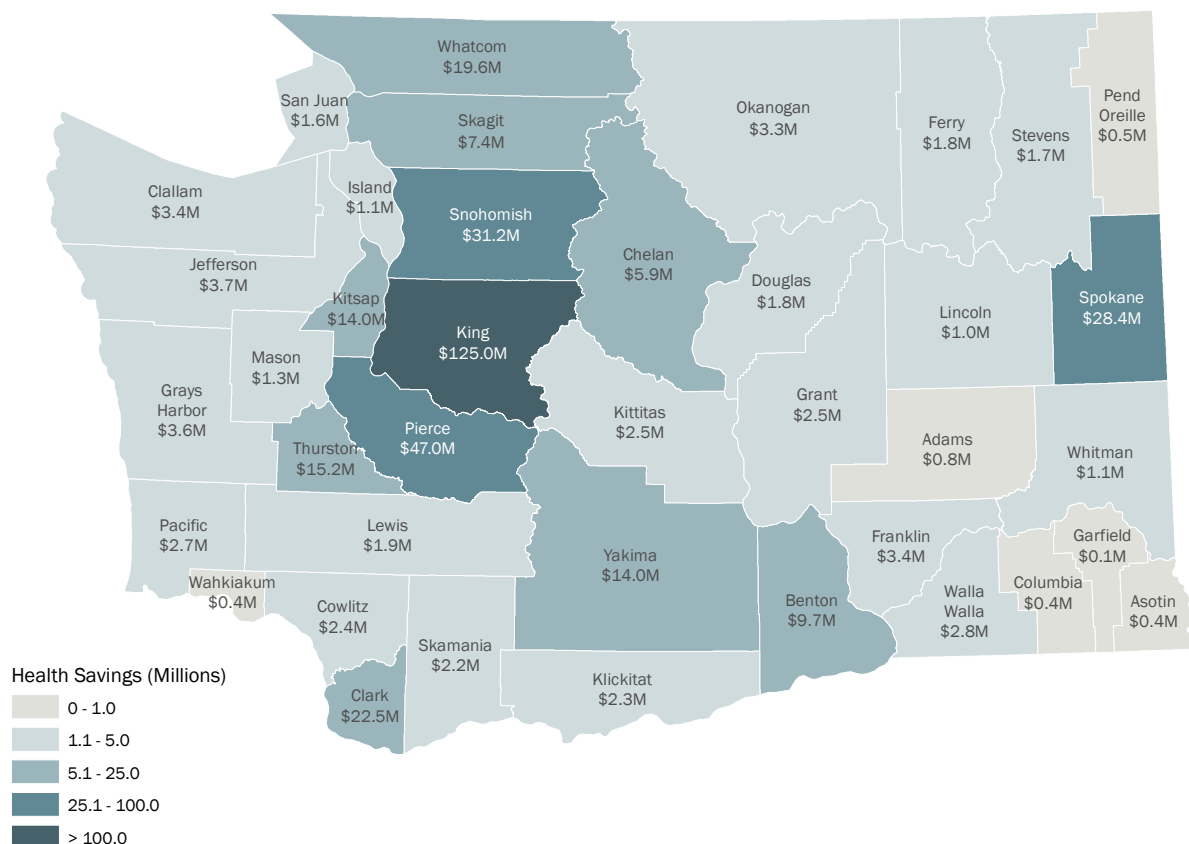 Whatcom
$19.6M
San Juan
$1.6M
Skagit
$7.4M
Okanogan
$3.3M
Ferry
$1.8M
Stevens
$1.7M
Pend
Oreille
$0.5M
Clallam
$3.4M
Island
$1.1M
Snohomish
$31.2M
Chelan
$5.9M
Jefferson
$3.7M
Kitsap
$14.0M
Douglas
$1.8M
Lincoln
$1.0M
Spokane
$28.4M
King
$125.0M
Mason
$1.3M
Grays
Harbor
$3.6M
Kittitas
$2.5M
Grant
$2.5M
Adams
$0.8M
Whitman
$1.1M
Thurston
$15.2M
Pierce
$47.0M
Pacific
$2.7M
Lewis
$1.9M
Yakima
$14.0M
Franklin
$3.4M
Garfield
$0.1M
Wahkiakum
$0.4M
Cowlitz
$2.4M
Benton
$9.7M
Walla
Walla
$2.8M
Columbia
$0.4M
Asotin
$0.4M
Skamania
$2.2M
Klickitat
$2.3M
Clark
$22.5M
Health Savings (Millions)
0 - 1.0
1.1 - 5.0
5.1 - 25.0
25.1 - 100.0
> 100.0